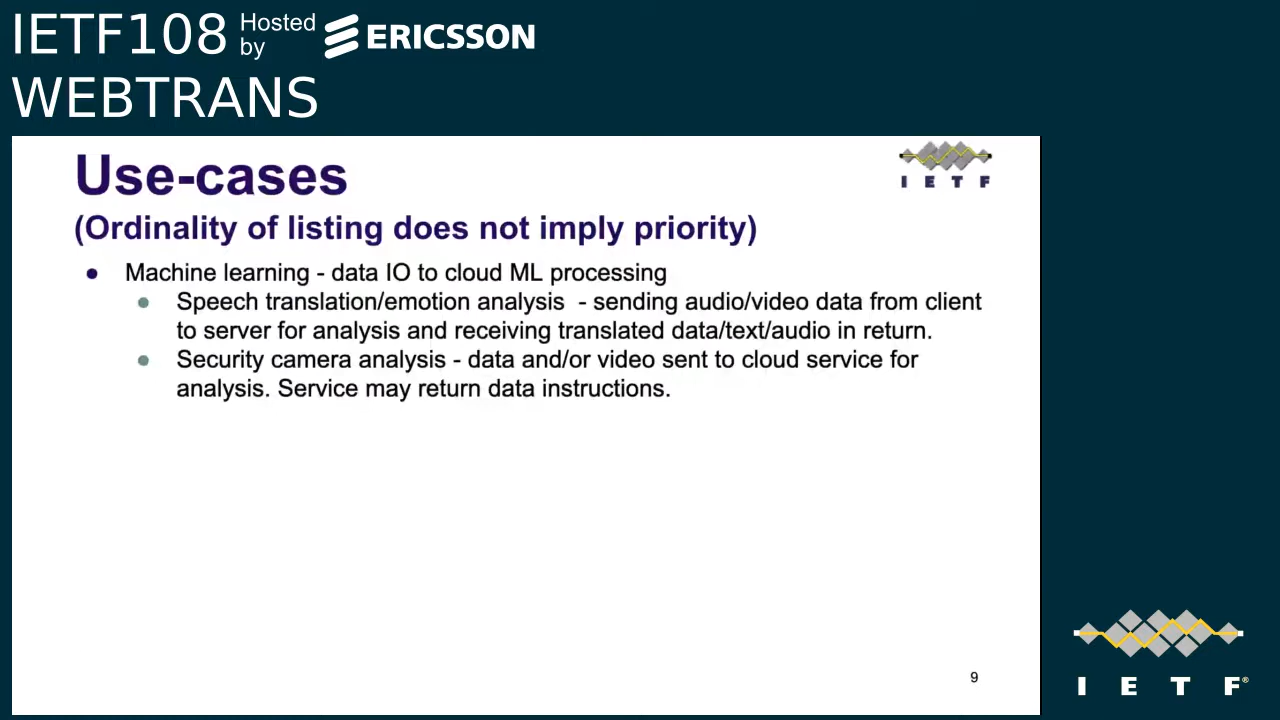 IETF108 Hosted by ERICSSON
WEBTRANS
Use-cases
I E T F
(Ordinality of listing does not imply priority)
● Machine learning - data IO to cloud ML processing
● Speech translation/emotion analysis - sending audio/video data from client
to server for analysis and receiving translated data/text/audio in return.
● Security camera analysis - data and/or video sent to cloud service for
analysis. Service may return data instructions.
9
I E T F®